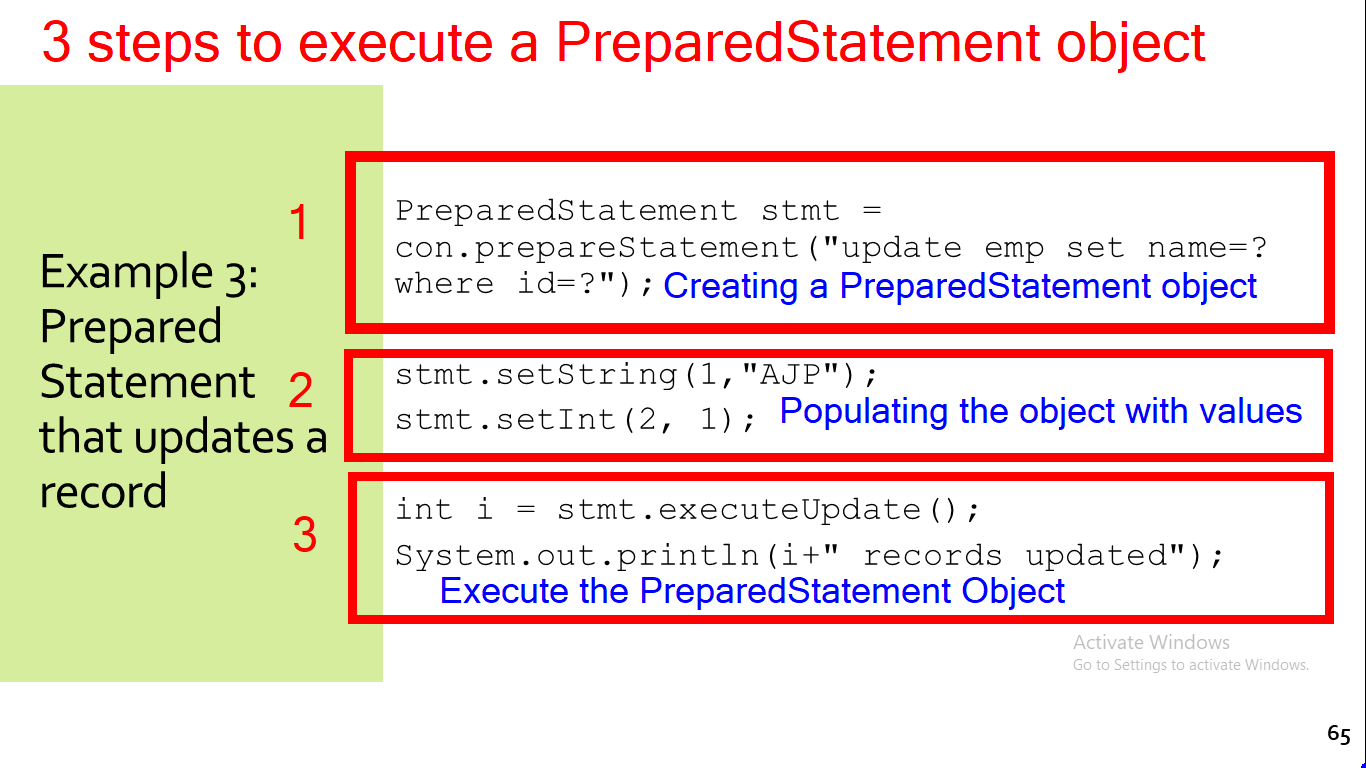 3 steps to execute a PreparedStatement object
Example 3:
Prepared
Statement
that updates a
record
1
PreparedStatement stmt =
con.prepareStatement("update emp set name=?
where id=?");
Creating a PreparedStatement object
2
stmt.setString(1,"AJP");
stmt.setInt(2, 1);
Populating the object with values
3
int i = stmt.executeUpdate();
System.out.println(i+" records updated");
Execute the PreparedStatement Object
Activate Windows
Go to Settings to activate Windows.
65